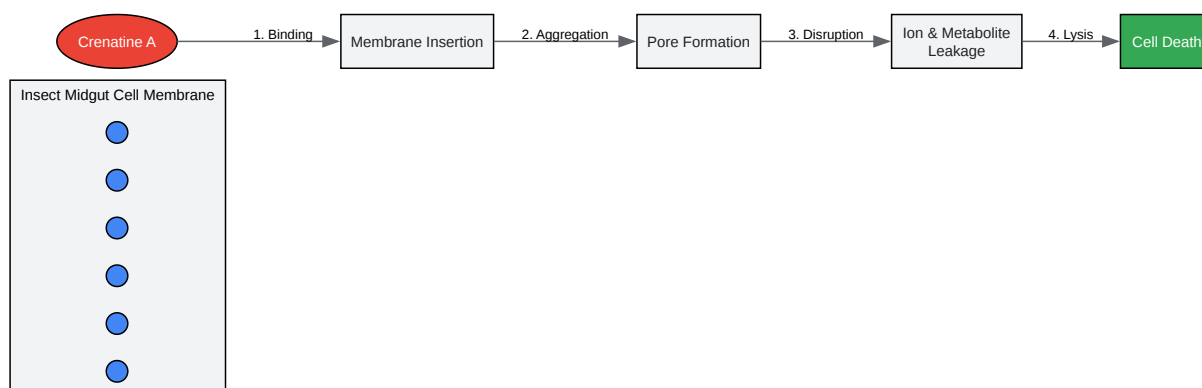 Crenatine A
1. Binding
Membrane Insertion
2. Aggregation
Pore Formation
3. Disruption
Ion & Metabolite
Leakage
4. Lysis
Cell Death
Insect Midgut Cell Membrane